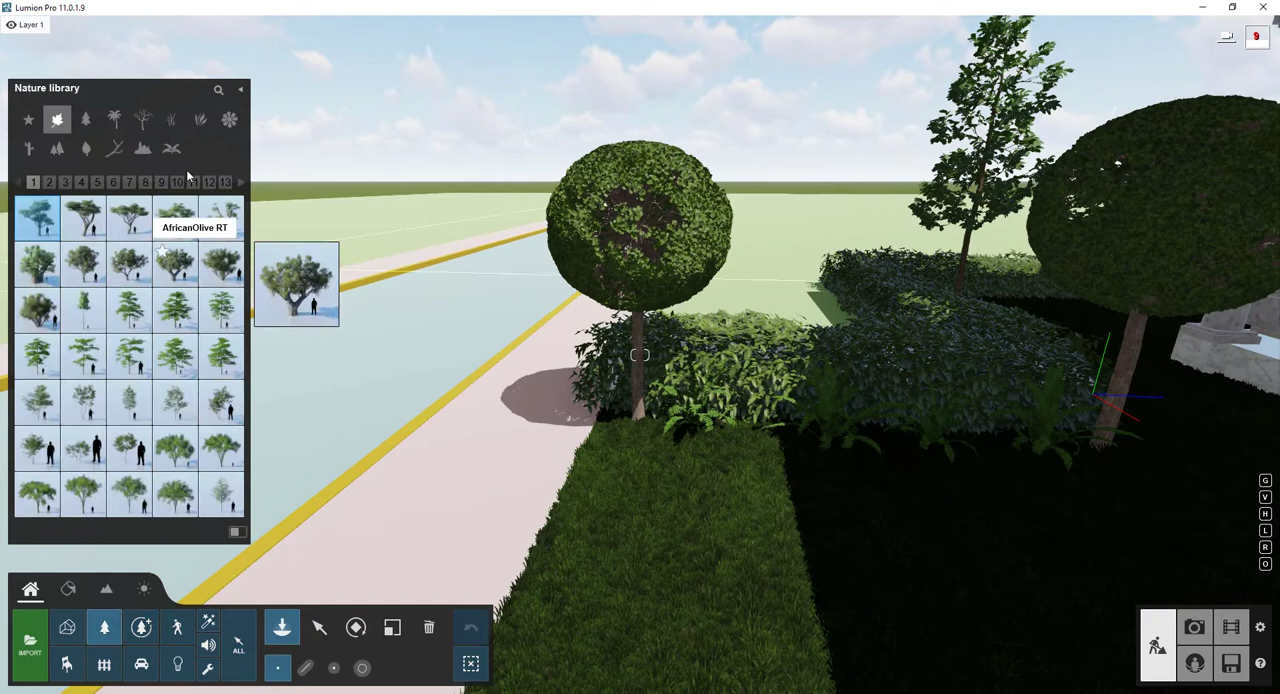 Lumion Pro 11.0.1.9
Layer 1
9
Nature library
1 2 3 4 5 6 7 8 9 10 11 12 13
AfricanOlive RT
G
V
H
L
R
O
IMPORT
ALL